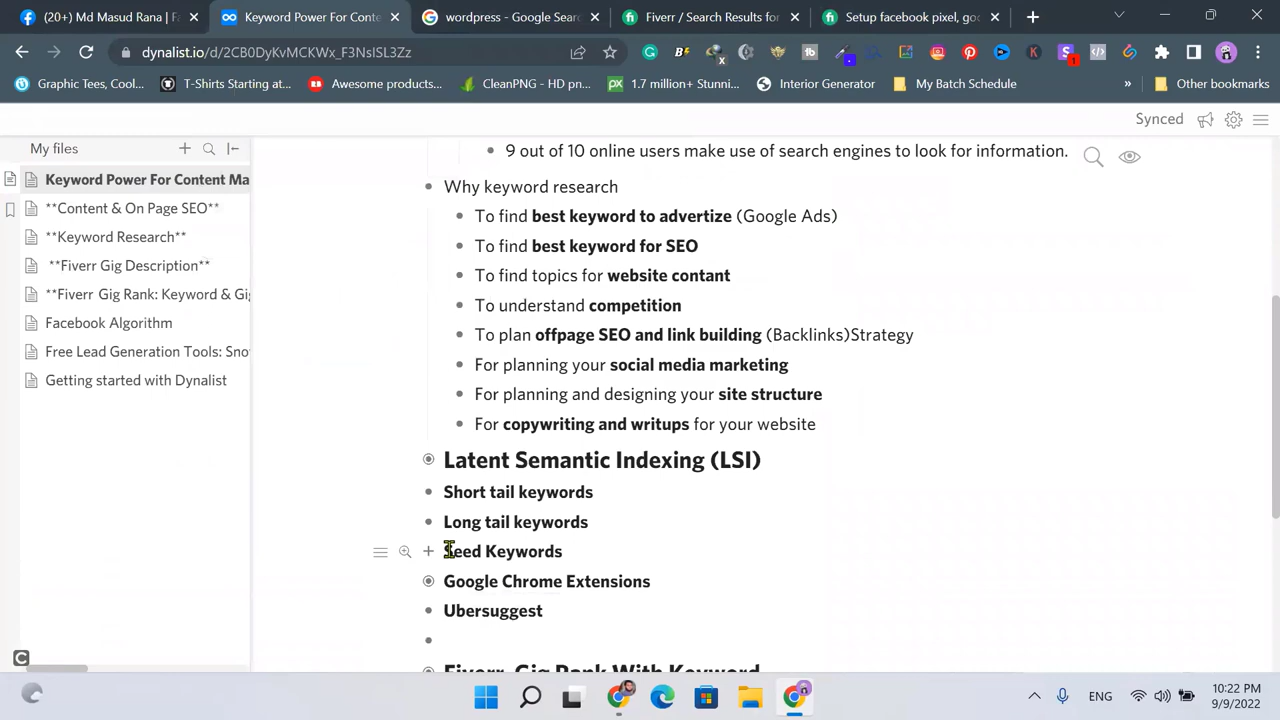 (20) Md Masud Rana |
Keyword Power For Conte
wordpress - Google Search
Fiverr / Search Results for
Setup facebook pixel, goo
dynalist.io/d/2CB0DyKvMCKWx_F3NsISL3Zz
Graphic Tees, Cool...
T-Shirts Starting at...
Awesome products...
CleanPNG - HD pn...
1.7 million+ Stunni...
Interior Generator
My Batch Schedule
»
Other bookmarks
Synced
My files
9 out of 10 online users make use of search engines to look for information.
Keyword Power For Content Ma
Why keyword research
**Content & On Page SEO**
To find best keyword to advertize (Google Ads)
**Keyword Research**
To find best keyword for SEO
**Fiverr Gig Description**
To find topics for website contant
**Fiverr Gig Rank: Keyword & Gig
To understand competition
Facebook Algorithm
To plan offpage SEO and link building (Backlinks)Strategy
Free Lead Generation Tools: Sno
For planning your social media marketing
Getting started with Dynalist
For planning and designing your site structure
For copywriting and writups for your website
Latent Semantic Indexing (LSI)
Short tail keywords
Long tail keywords
Seed Keywords
Google Chrome Extensions
Ubersuggest
Fiverr Gig Rank With Keyword
ENG
10:22 PM
9/9/2022